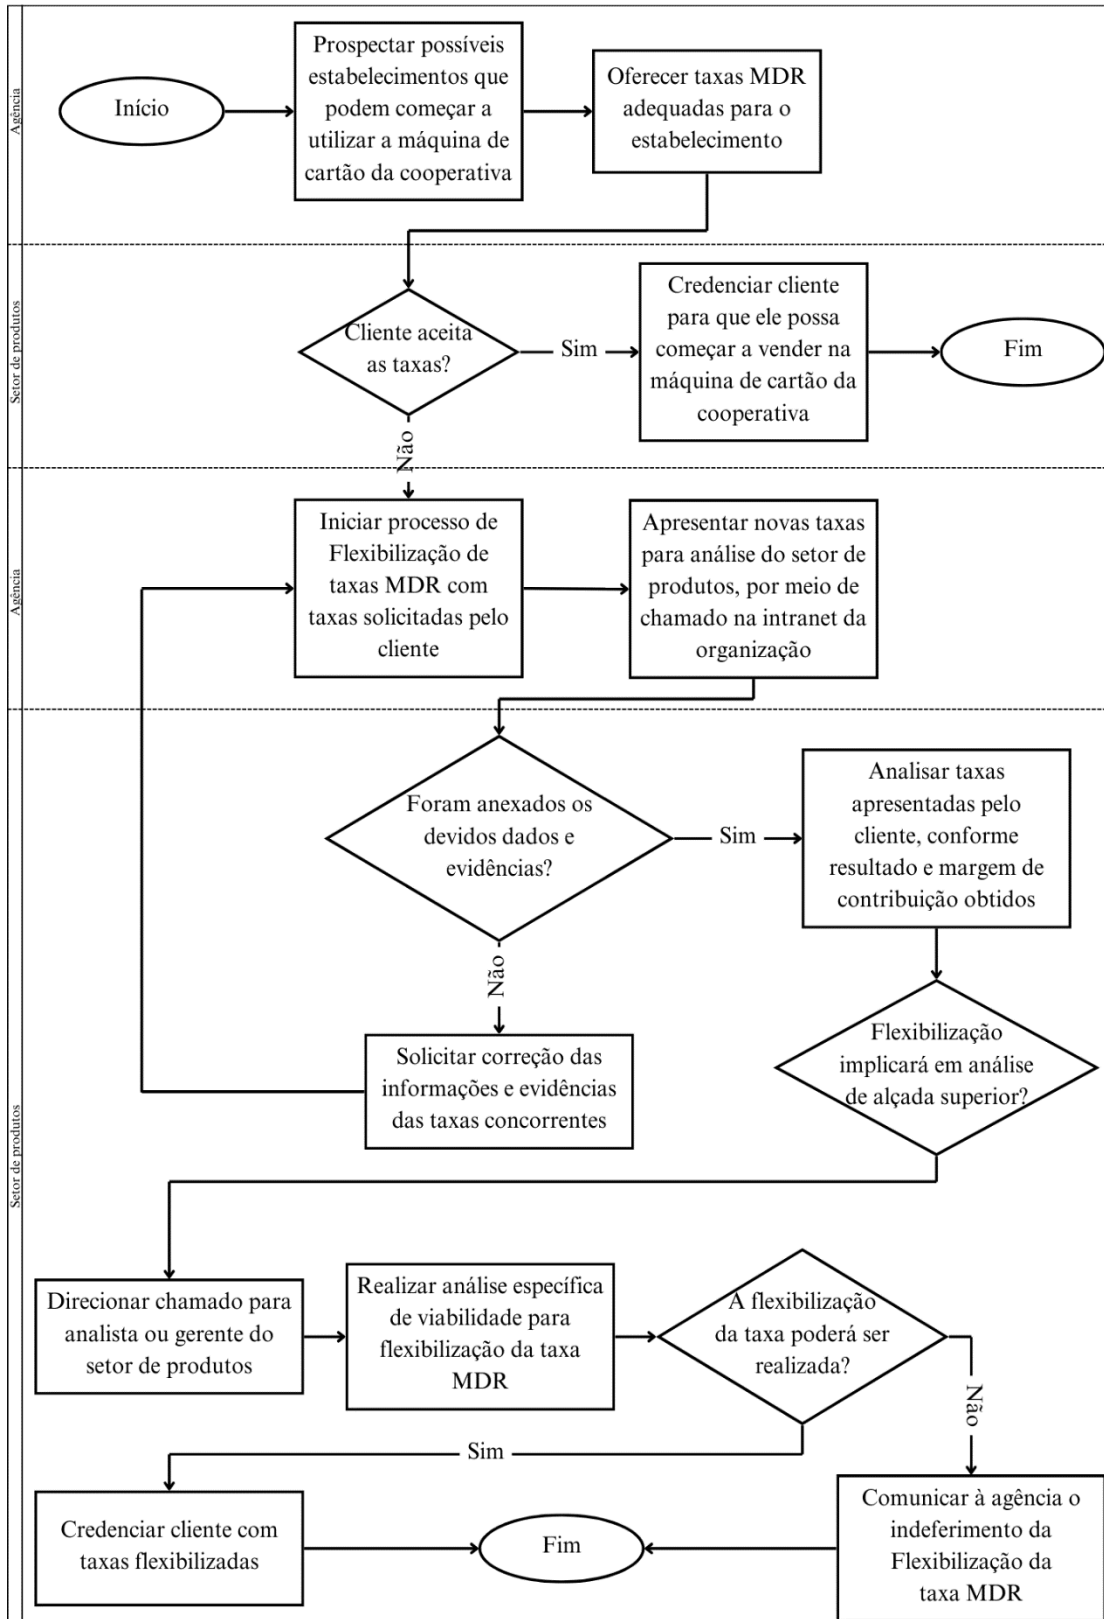 Agência
Início
Prospectar possíveis
estabelecimentos que
podem começar a
utilizar a máquina de
cartão da cooperativa
Oferecer taxas MDR
adequadas para o
estabelecimento
Setor de produtos
Cliente aceita
as taxas?
Sim
Credenciar cliente
para que ele possa
começar a vender na
máquina de cartão da
cooperativa
Fim
Não
Agência
Iniciar processo de
Flexibilização de
taxas MDR com
taxas solicitadas pelo
cliente
Apresentar novas taxas
para análise do setor de
produtos, por meio de
chamado na intranet da
organização
Setor de produtos
Foram anexados os
devidos dados e
evidências?
Sim
Analisar taxas
apresentadas pelo
cliente, conforme
resultado e margem de
contribuição obtidos
Não
Solicitar correção das
informações e evidências
das taxas concorrentes
Flexibilização
implicará em análise
de alçada superior?
Direcionar chamado para
analista ou gerente do
setor de produtos
Realizar análise específica
de viabilidade para
flexibilização da taxa
MDR
A flexibilização
da taxa poderá ser
realizada?
Não
Sim
Credenciar cliente com
taxas flexibilizadas
Fim
Comunicar à agência o
indeferimento da
Flexibilização da
taxa MDR